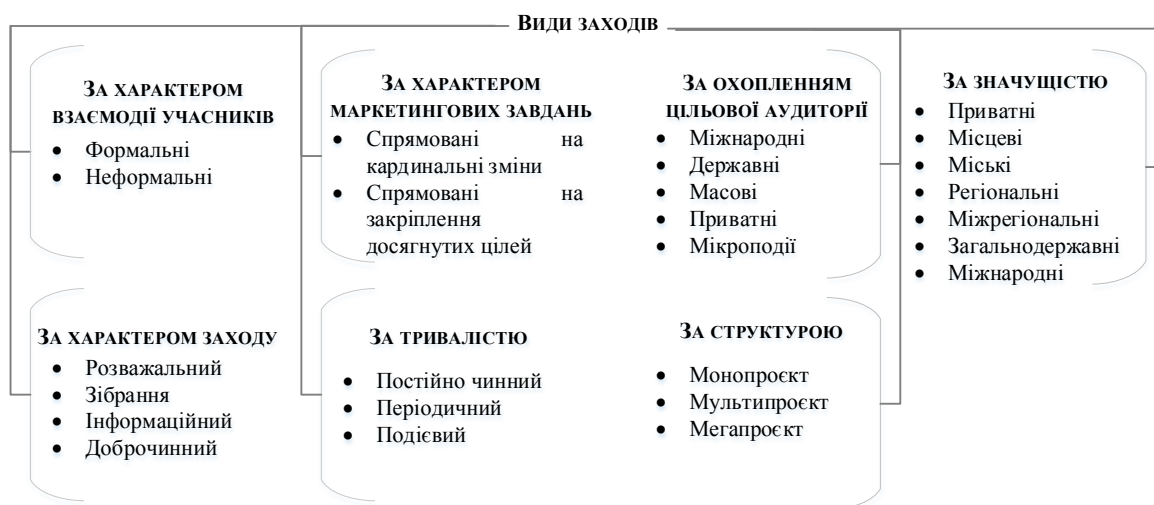 ВИДИ ЗАХОДІВ
ЗА ХАРАКТЕРОМ
ВЗАЄМОДІЇ УЧАСНИКІВ
• Формальні
• Неформальні
ЗА ХАРАКТЕРОМ
МАРКЕТИНГОВИХ ЗАВДАНЬ
• Спрямовані на
кардинальні зміни
• Спрямовані на
закріплення
досягнутих цілей
ЗА ОХОПЛЕННЯМ
ЦІЛЬОВОЇ АУДИТОРІЇ
• Міжнародні
• Державні
• Масові
• Приватні
• Мікроподії
ЗА ЗНАЧУЩІСТЮ
• Приватні
• Місцеві
• Міські
• Регіональні
• Міжрегіональні
• Загальнодержавні
• Міжнародні
ЗА ХАРАКТЕРОМ ЗАХОДУ
• Розважальний
• Зібрання
• Інформаційний
• Доброчинний
ЗА ТРИВАЛІСТЮ
• Постійно чинний
• Періодичний
• Подієвий
ЗА СТРУКТУРОЮ
• Монопроєкт
• Мультипроєкт
• Мегапроєкт